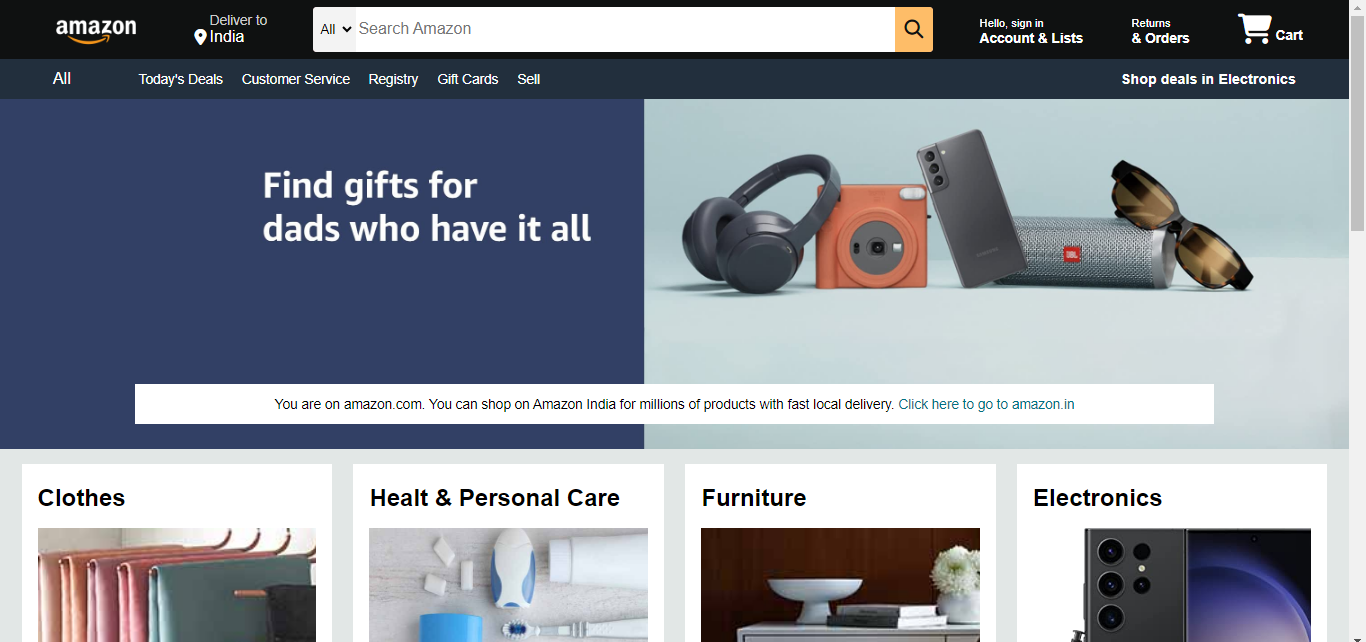 amazon
Deliver to
India
All
Search Amazon
Hello, sign in
Account & Lists
Returns
& Orders
Cart
All
Today's Deals
Customer Service
Registry
Gift Cards
Sell
Shop deals in Electronics
Find gifts for
dads who have it all
JBL
SAMSUNG
You are on amazon.com. You can shop on Amazon India for millions of products with fast local delivery. Click here to go to amazon.in
Clothes
Healt & Personal Care
Furniture
Electronics